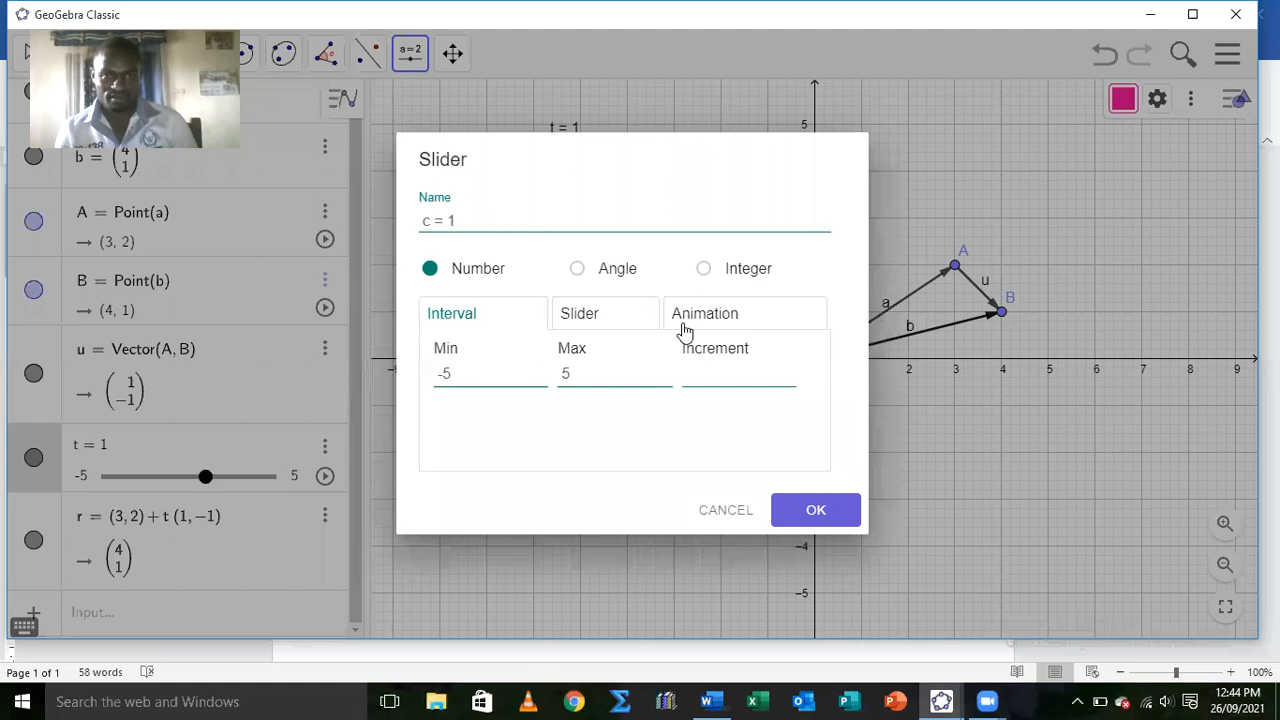 GeoGebra Classic
a=2
t = 1
5
b = (4 1)
A = Point(a)
→ (3, 2)
B = Point(b)
→ (4, 1)
u = Vector(A, B)
→ (1 −1)
t = 1
-5 5
r = (3, 2) + t (1, −1)
→ (4 1)
Input...
Slider
Name
c = 1
Number Angle Integer
Interval Slider Animation
Min Max Increment
-5 5
CANCEL OK
A
u
a
B
b
2 3 4 5 6 7 8 9
−4
−5
Page 1 of 1 58 words 100%
Search the web and Windows
12:44 PM
26/09/2021